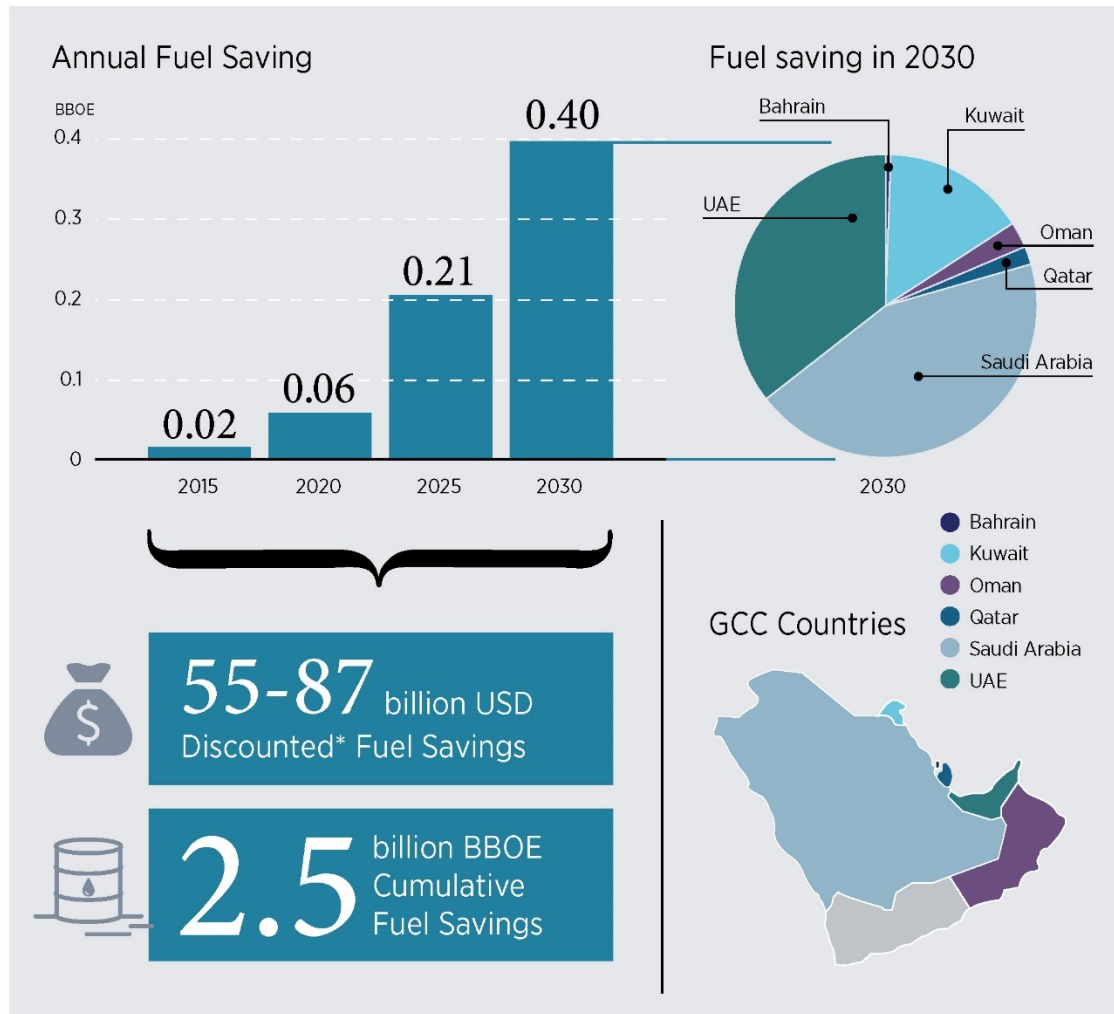 Annual Fuel Saving
BBOE
0.4
0.3
0.2
0.1
0
0.02
0.06
0.21
0.40
2015
2020
2025
2030
Fuel saving in 2030
Bahrain
Kuwait
UAE
Oman
Qatar
Saudi Arabia
2030
$
55-87 billion USD
Discounted* Fuel Savings
2.5 billion BBOE
Cumulative
Fuel Savings
Bahrain
Kuwait
Oman
Qatar
Saudi Arabia
UAE
GCC Countries